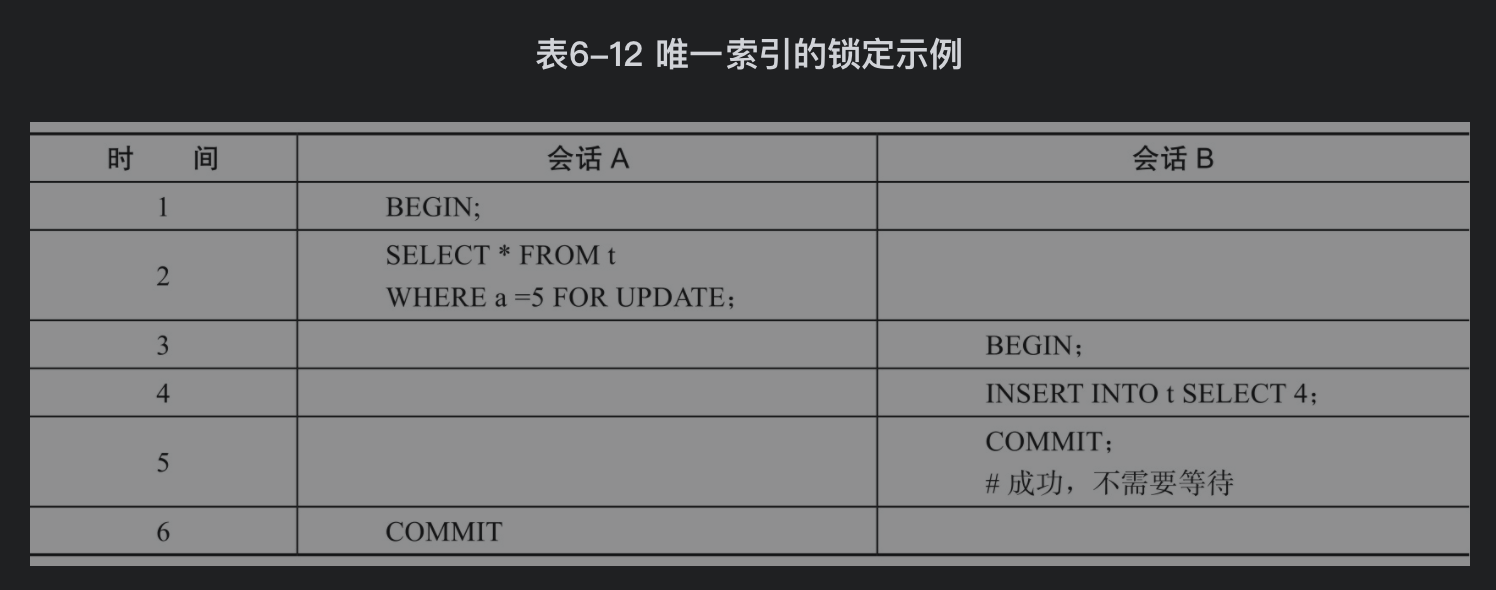 表6–12 唯一索引的锁定示例
时 间 会话 A 会话 B
1 BEGIN;
2 SELECT * FROM t
WHERE a =5 FOR UPDATE；
3 BEGIN；
4 INSERT INTO t SELECT 4；
5 COMMIT；
# 成功，不需要等待
6 COMMIT